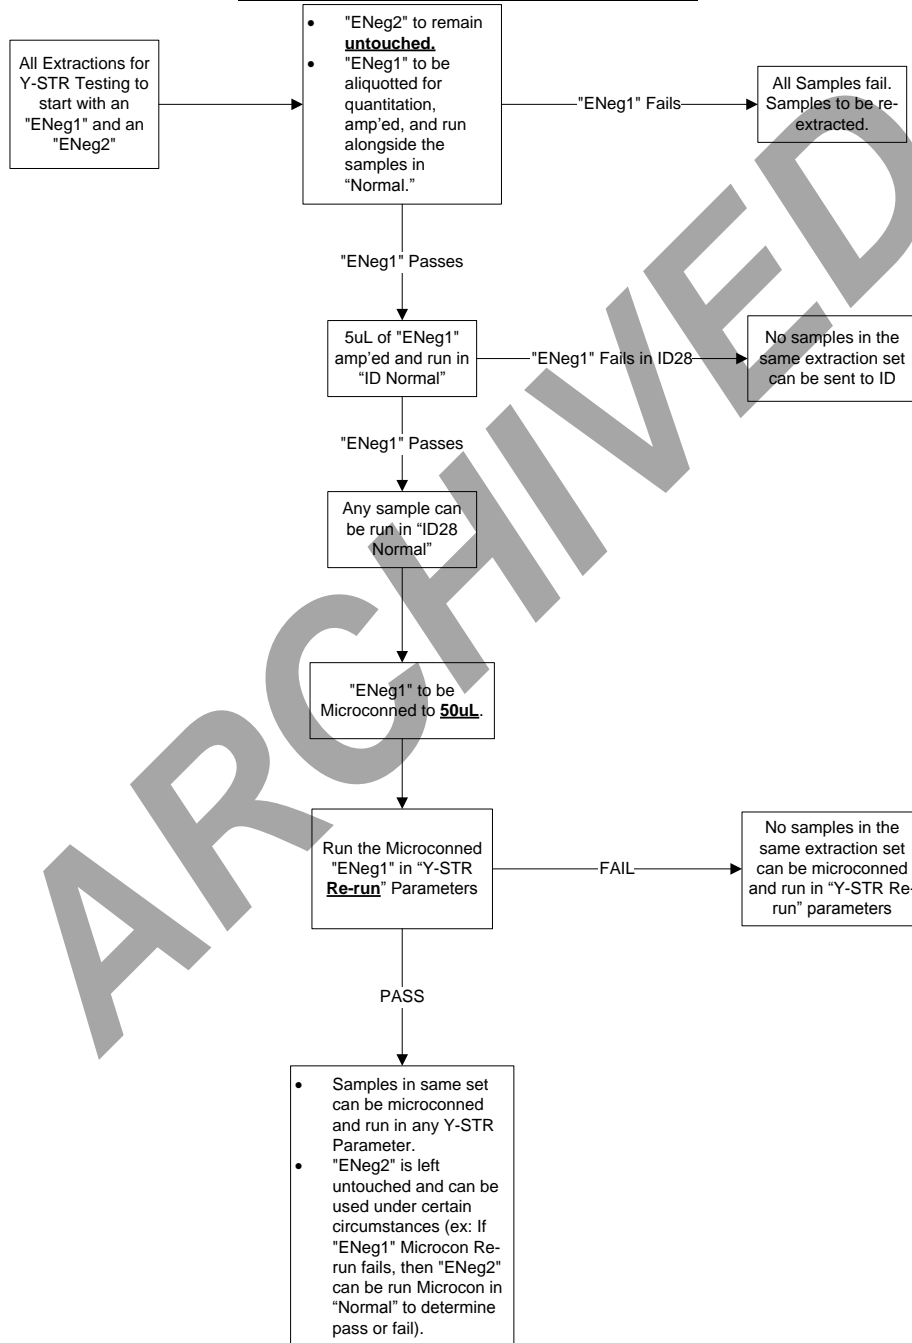 All Extractions for
Y-STR Testing to
start with an
"ENeg1" and an
"ENeg2"
• "ENeg2" to remain
untouched.
• "ENeg1" to be
aliquotted for
quantitation,
amp'ed, and run
alongside the
samples in
“Normal.”
"ENeg1" Fails
All Samples fail.
Samples to be re-
extracted.
"ENeg1" Passes
5uL of "ENeg1"
amp'ed and run in
“ID Normal”
"ENeg1" Fails in ID28
No samples in the
same extraction set
can be sent to ID
"ENeg1" Passes
Any sample can
be run in “ID28
Normal”
"ENeg1" to be
Microconned to 50uL.
Run the Microconned
"ENeg1" in “Y-STR
Re-run” Parameters
FAIL
No samples in the
same extraction set
can be microconned
and run in “Y-STR Re-
run” parameters
PASS
• Samples in same set
can be microconned
and run in any Y-STR
Parameter.
• "ENeg2" is left
untouched and can be
used under certain
circumstances (ex: If
"ENeg1" Microcon Re-
run fails, then "ENeg2"
can be run Microcon in
“Normal” to determine
pass or fail).
ARCHIVED